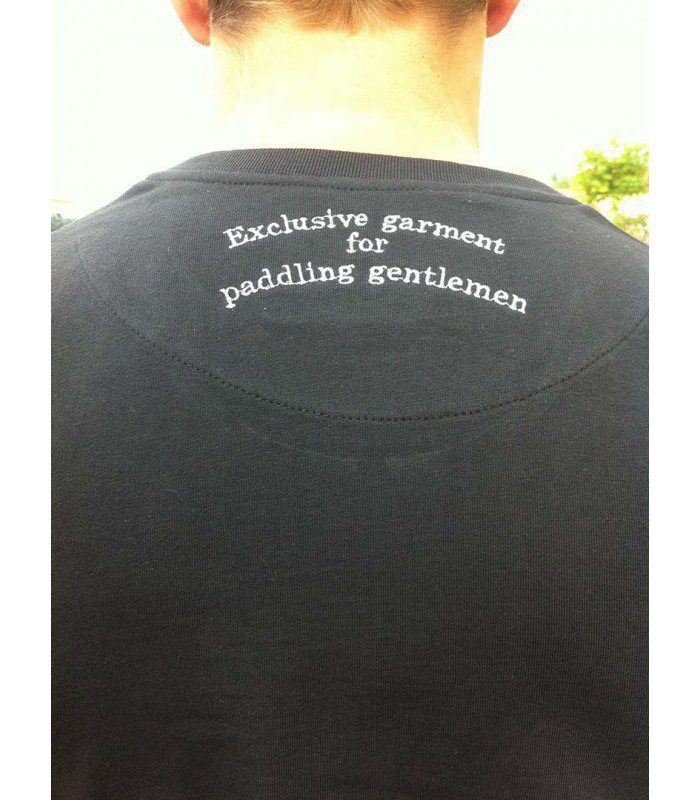 Exclusive garment
for
paddling gentlemen